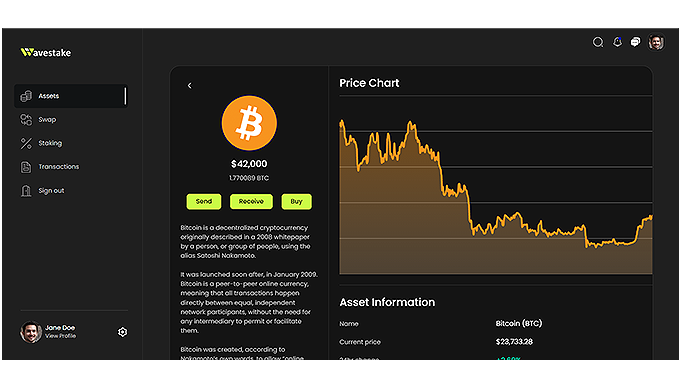 Wavestake
Assets
Swap
Staking
Transactions
Sign out
Jane Doe
View Profile
$42,000
1.770089 BTC
Send Receive Buy
Bitcoin is a decentralized cryptocurrency
originally described in a 2008 whitepaper
by a person, or group of people, using the
alias Satoshi Nakamoto.
It was launched soon after, in January 2009.
Bitcoin is a peer-to-peer online currency,
meaning that all transactions happen
directly between equal, independent
network participants, without the need for
any intermediary to permit or facilitate
them.
Bitcoin was created, according to
Nakamoto's own words, to allow "online
Price Chart
Asset Information
Name Bitcoin (BTC)
Current price $23,733.28